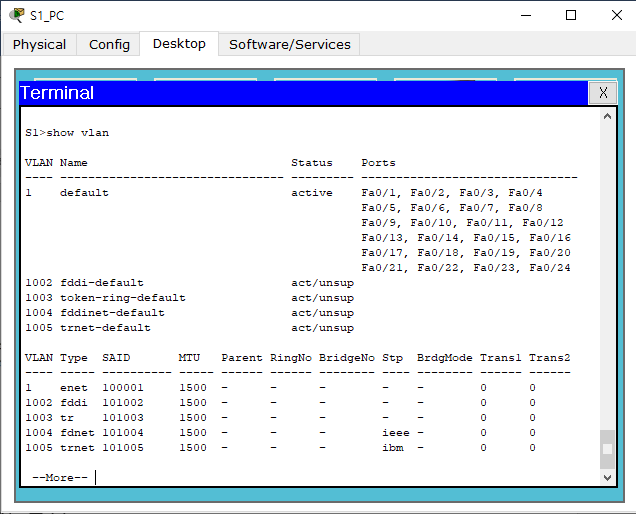 S1_PC
Physical Config Desktop Software/Services
Terminal X
S1>show vlan
VLAN Name                             Status    Ports
---- -------------------------------- --------- -------------------------------
1    default                          active    Fa0/1, Fa0/2, Fa0/3, Fa0/4
                                                Fa0/5, Fa0/6, Fa0/7, Fa0/8
                                                Fa0/9, Fa0/10, Fa0/11, Fa0/12
                                                Fa0/13, Fa0/14, Fa0/15, Fa0/16
                                                Fa0/17, Fa0/18, Fa0/19, Fa0/20
                                                Fa0/21, Fa0/22, Fa0/23, Fa0/24
1002 fddi-default                     act/unsup
1003 token-ring-default               act/unsup
1004 fddinet-default                  act/unsup
1005 trnet-default                    act/unsup
VLAN Type  SAID       MTU   Parent RingNo BridgeNo Stp  BrdgMode Trans1 Trans2
---- ----- ---------- ----- ------ ------ -------- ---- -------- ------ ------
1    enet  100001     1500  -      -      -        -    -        0      0
1002 fddi  101002     1500  -      -      -        -    -        0      0
1003 tr    101003     1500  -      -      -        -    -        0      0
1004 fdnet 101004     1500  -      -      -        ieee -        0      0
1005 trnet 101005     1500  -      -      -        ibm  -        0      0
--More--